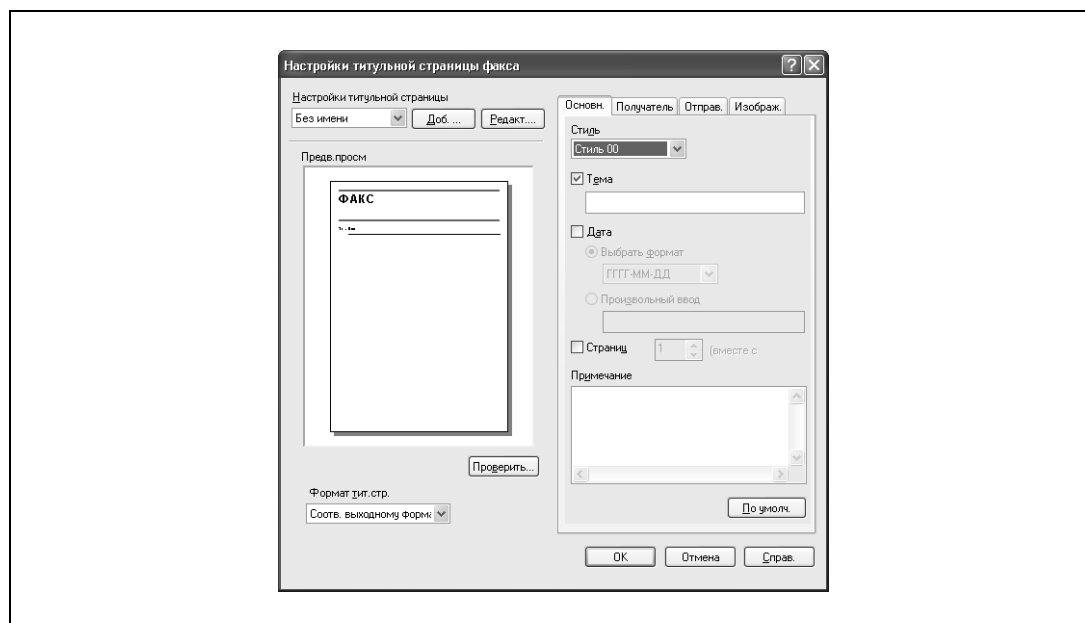 Настройки титульной страницы факса
Настройки титульной страницы
Без имени
Доб. ...
Редакт....
Предв.просм
ФАКС
Проверить...
Формат тит.стр.
Соотв. выходному форма
Основн. Получатель Отправ. Изображ.
Стиль
Стиль 00
Тема
Дата
Выбрать формат
ГГГГ-ММ-ДД
Произвольный ввод
Страниц 1 (вместе с
Примечание
По умолч.
OK Отмена Справ.